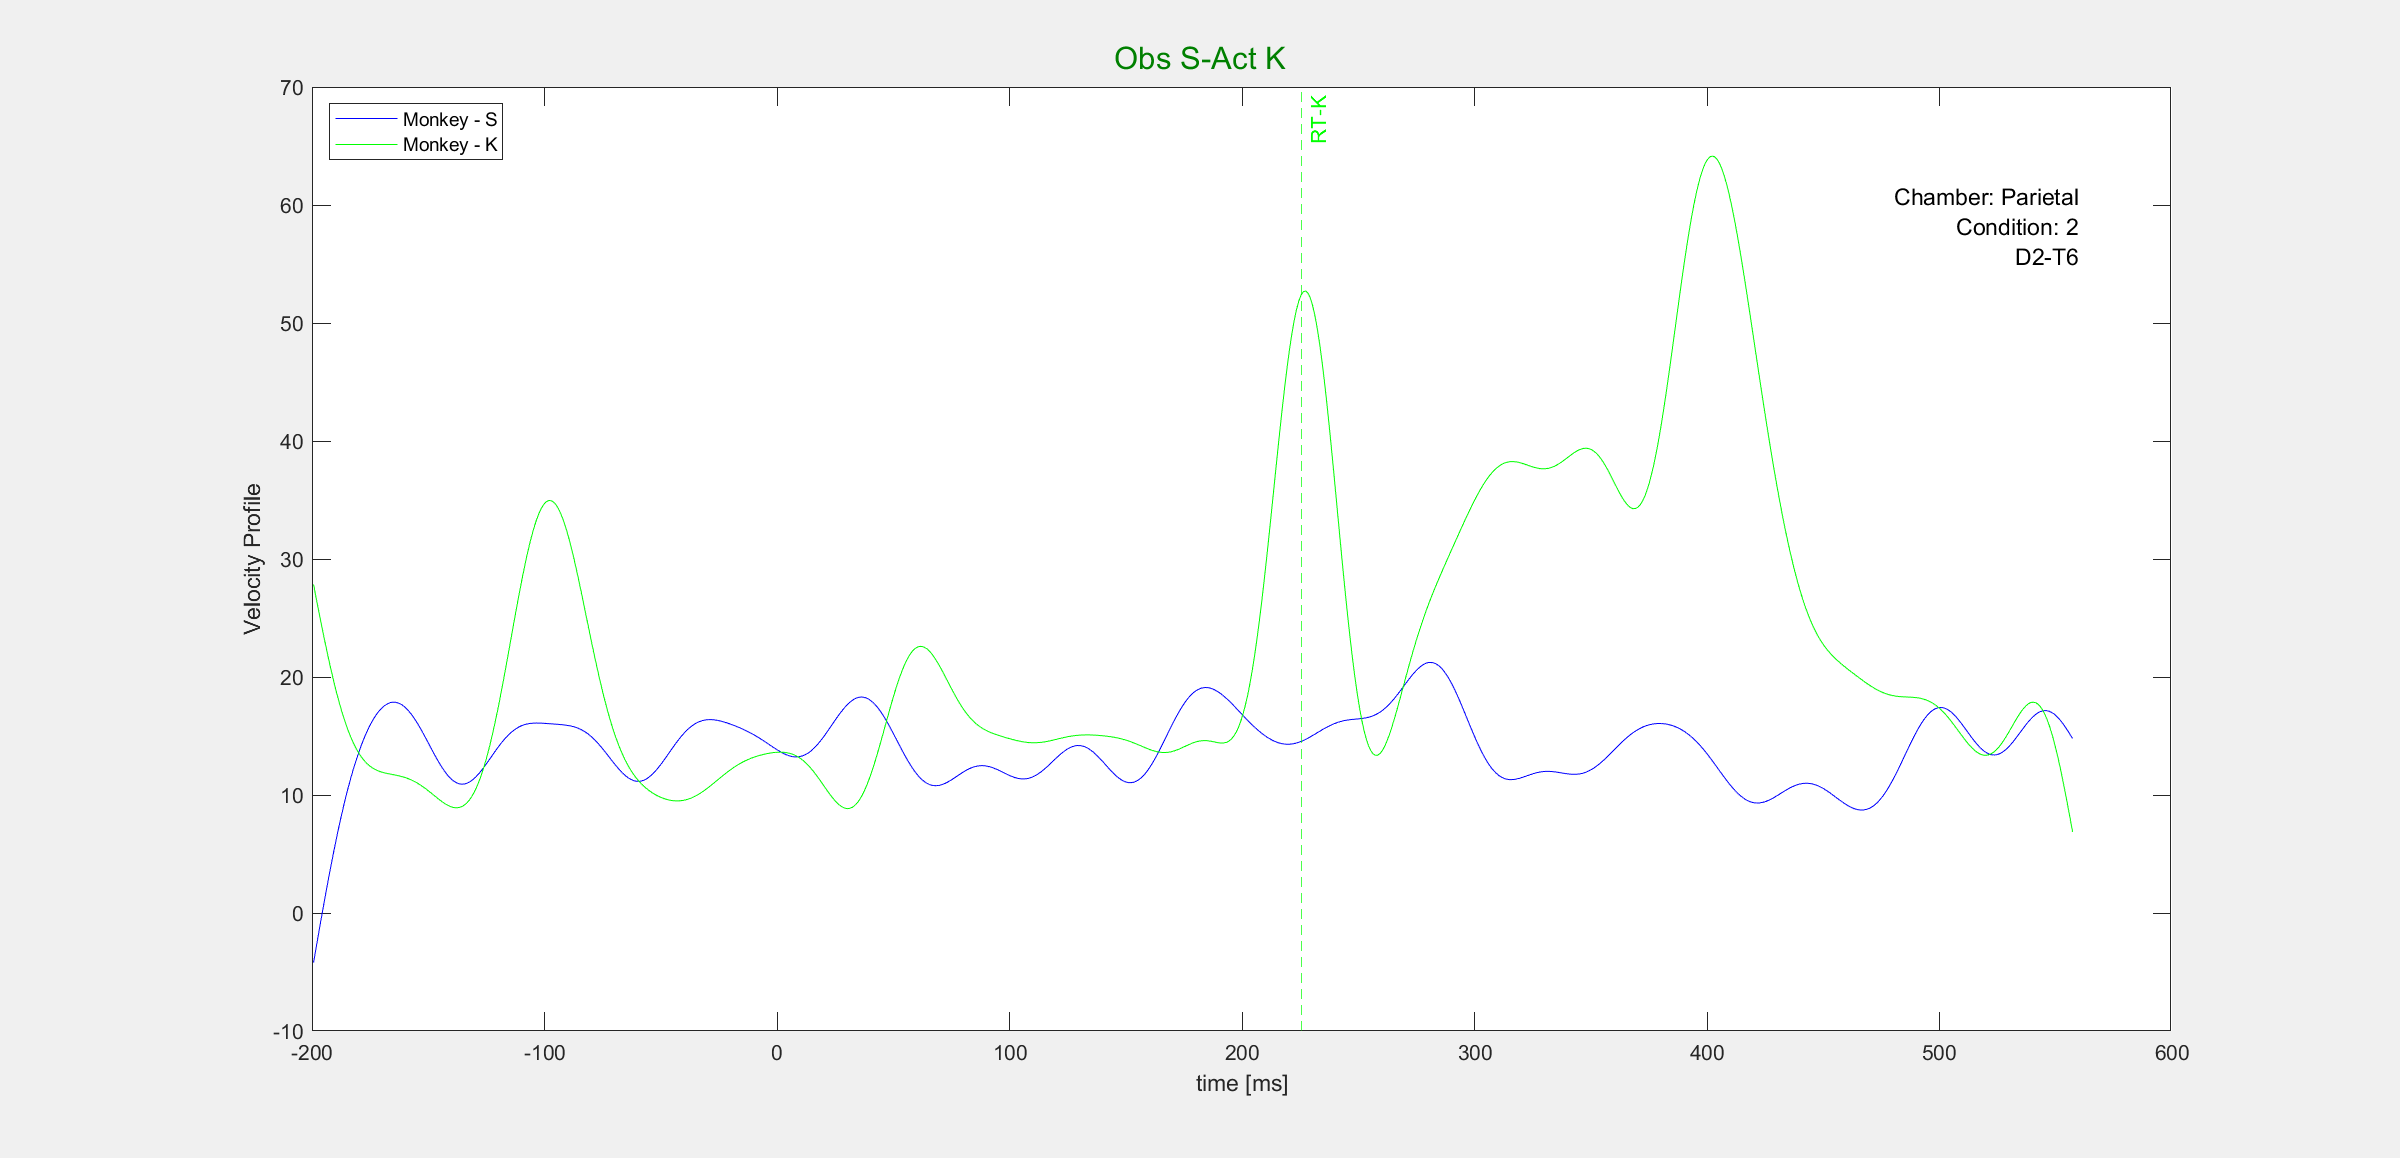 Obs S-Act K
70
60
50
40
30
20
10
0
-10
Velocity Profile
Monkey - S
Monkey - K
RT-K
Chamber: Parietal
Condition: 2
D2-T6
-200 -100 0 100 200 300 400 500 600
time [ms]